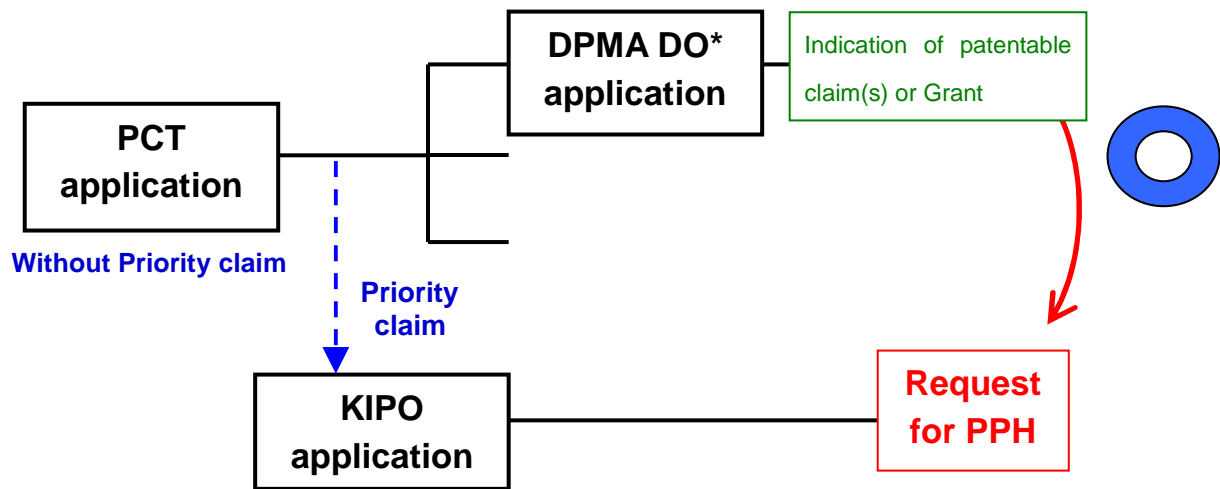 DPMA DO*
application
Indication of patentable
claim(s) or Grant
PCT
application
Without Priority claim
Priority
claim
KIPO
application
Request
for PPH